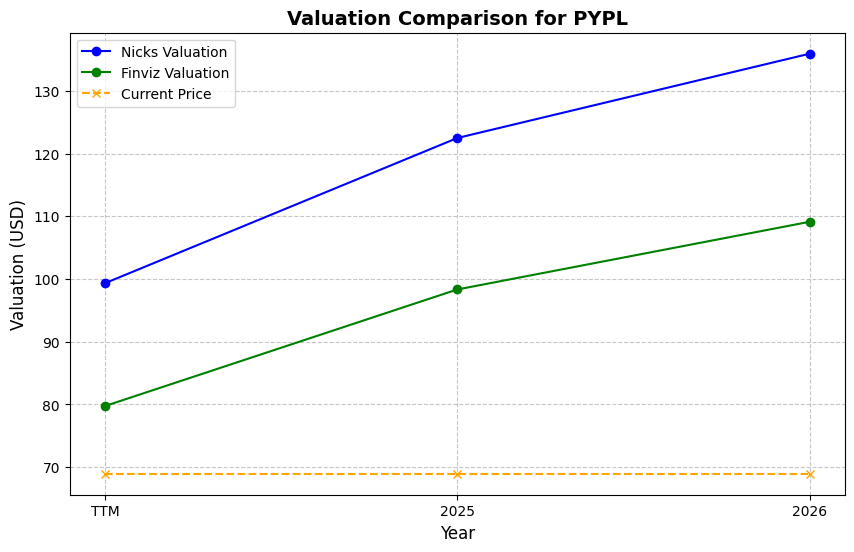 Valuation Comparison for PYPL
Nicks Valuation
Finviz Valuation
Current Price
Valuation (USD)
130
120
110
100
90
80
70
TTM
2025
2026
Year